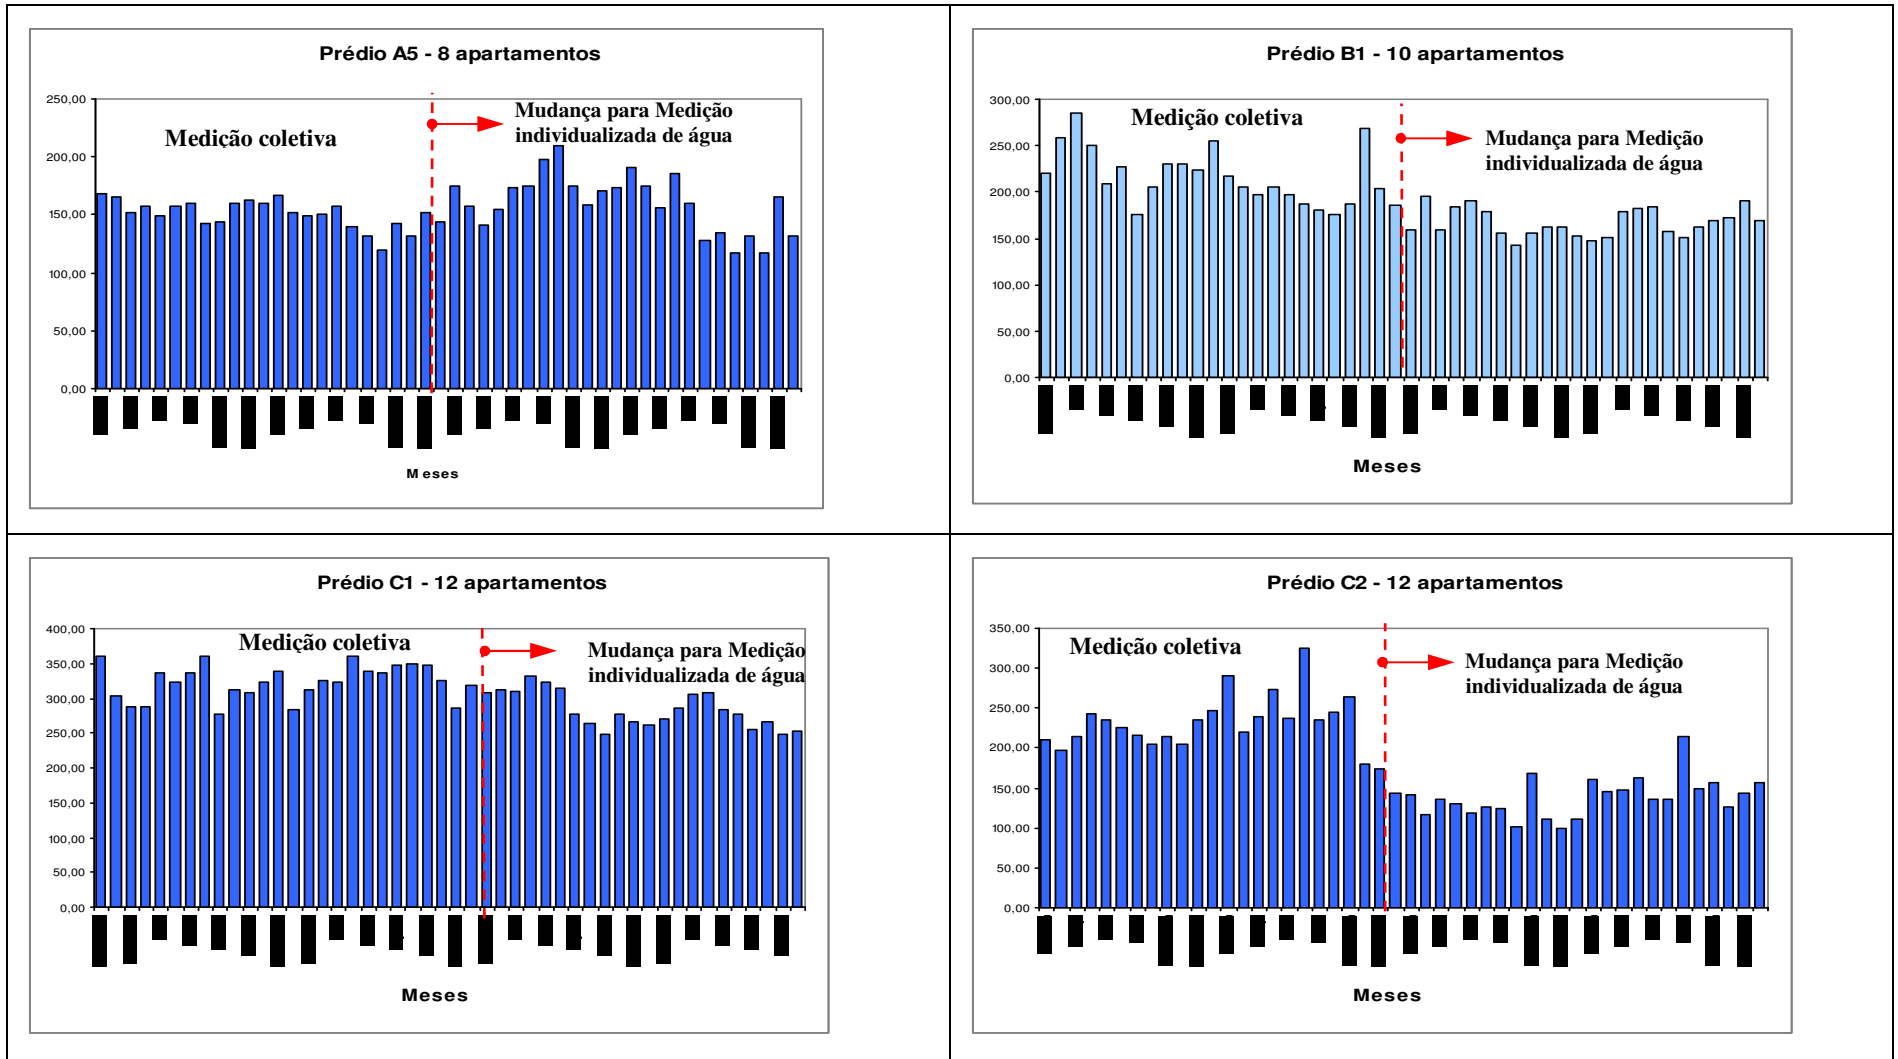 Prédio A5 - 8 apartamentos
250,00
200,00
150,00
100,00
50,00
0,00
Medição coletiva
Mudança para Medição
individualizada de água
M eses
Prédio B1 - 10 apartamentos
300,00
250,00
200,00
150,00
100,00
50,00
0,00
Medição coletiva
Mudança para Medição
individualizada de água
Meses
Prédio C1 - 12 apartamentos
400,00
350,00
300,00
250,00
200,00
150,00
100,00
50,00
0,00
Medição coletiva
Mudança para Medição
individualizada de água
Meses
Prédio C2 - 12 apartamentos
350,00
300,00
250,00
200,00
150,00
100,00
50,00
0,00
Medição coletiva
Mudança para Medição
individualizada de água
Meses